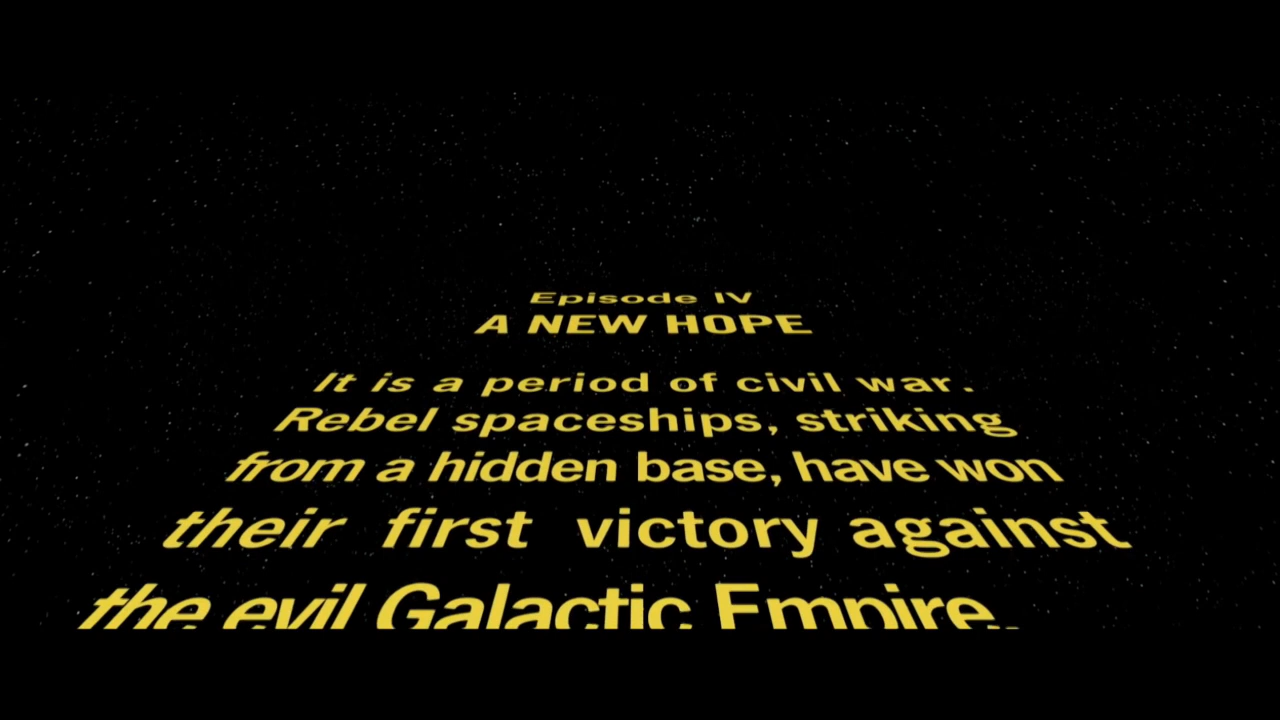 Episode IV
A NEW HOPE
It is a period of civil war.
Rebel spaceships, striking
from a hidden base, have won
their first victory against
the evil Galactic Empire.